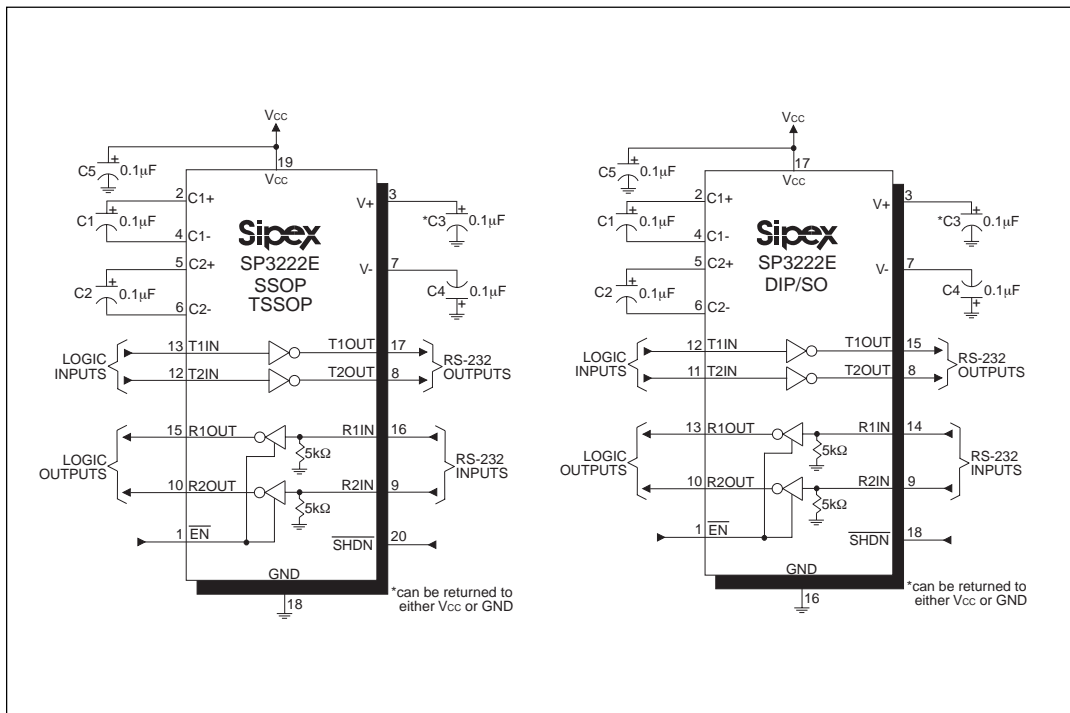 VCC
19
VCC
C5
+
0.1µF
2
C1+
C1
+
0.1µF
4
C1-
5
C2+
C2
+
0.1µF
6
C2-
V+
3
*C3
+
0.1µF
V-
7
C4
+
0.1µF
Sipex
SP3222E
SSOP
TSSOP
LOGIC
INPUTS
13
T1IN
T1OUT
17
12
T2IN
T2OUT
8
RS-232
OUTPUTS
LOGIC
OUTPUTS
15
R1OUT
R1IN
16
5kΩ
10
R2OUT
R2IN
9
5kΩ
RS-232
INPUTS
1
EN
SHDN
20
GND
18
*can be returned to
either VCC or GND
VCC
17
VCC
C5
+
0.1µF
2
C1+
C1
+
0.1µF
4
C1-
5
C2+
C2
+
0.1µF
6
C2-
V+
3
*C3
+
0.1µF
V-
7
C4
+
0.1µF
Sipex
SP3222E
DIP/SO
LOGIC
INPUTS
12
T1IN
T1OUT
15
11
T2IN
T2OUT
8
RS-232
OUTPUTS
LOGIC
OUTPUTS
13
R1OUT
R1IN
14
5kΩ
10
R2OUT
R2IN
9
5kΩ
RS-232
INPUTS
1
EN
SHDN
18
GND
16
*can be returned to
either VCC or GND